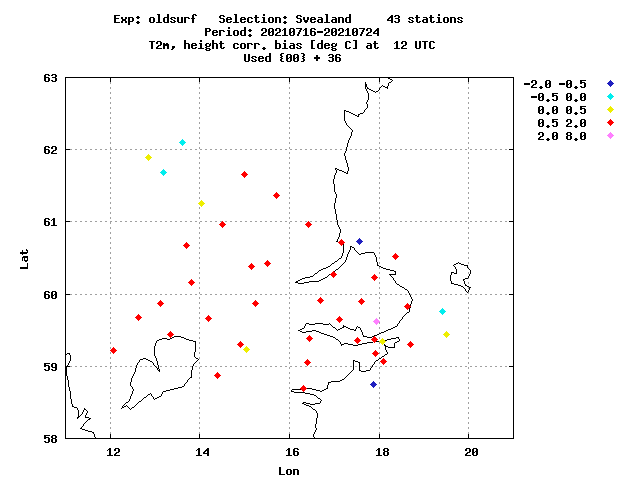 Exp: oldsurf   Selection: Svealand     43 stations
Period: 20210716-20210724
T2m, height corr. bias [deg C] at  12 UTC
Used {00} + 36
-2.0 -0.5
-0.5 0.0
0.0 0.5
0.5 2.0
2.0 8.0
63
62
61
60
59
58
Lat
12 14 16 18 20
Lon